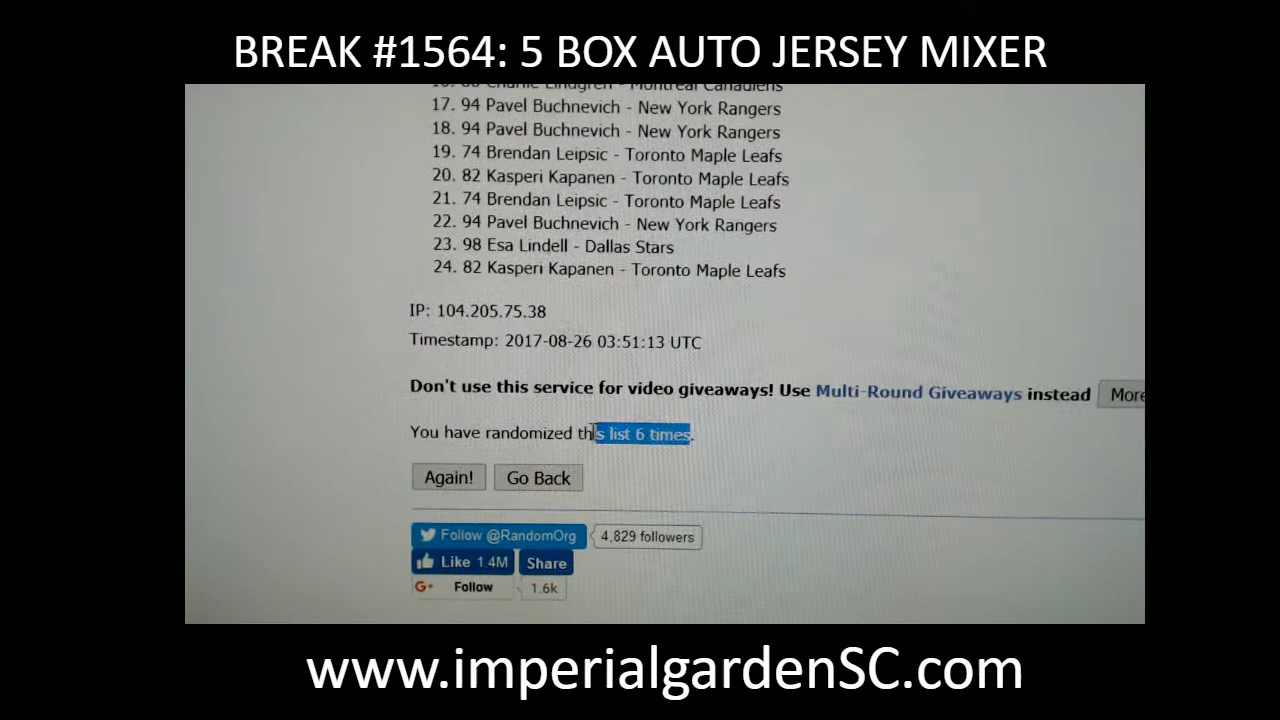 BREAK #1564: 5 BOX AUTO JERSEY MIXER
Charlie Lindgren - Montreal Canadiens
17. 94 Pavel Buchnevich - New York Rangers
18. 94 Pavel Buchnevich - New York Rangers
19. 74 Brendan Leipsic - Toronto Maple Leafs
20. 82 Kasperi Kapanen - Toronto Maple Leafs
21. 74 Brendan Leipsic - Toronto Maple Leafs
22. 94 Pavel Buchnevich - New York Rangers
23. 98 Esa Lindell - Dallas Stars
24. 82 Kasperi Kapanen - Toronto Maple Leafs
IP: 104.205.75.38
Timestamp: 2017-08-26 03:51:13 UTC
Don't use this service for video giveaways! Use Multi-Round Giveaways instead More
You have randomized this list 6 times.
Again! Go Back
Follow @RandomOrg 4,829 followers
Like 1.4M Share
G+ Follow 1.6k
www.imperialgardenSC.com